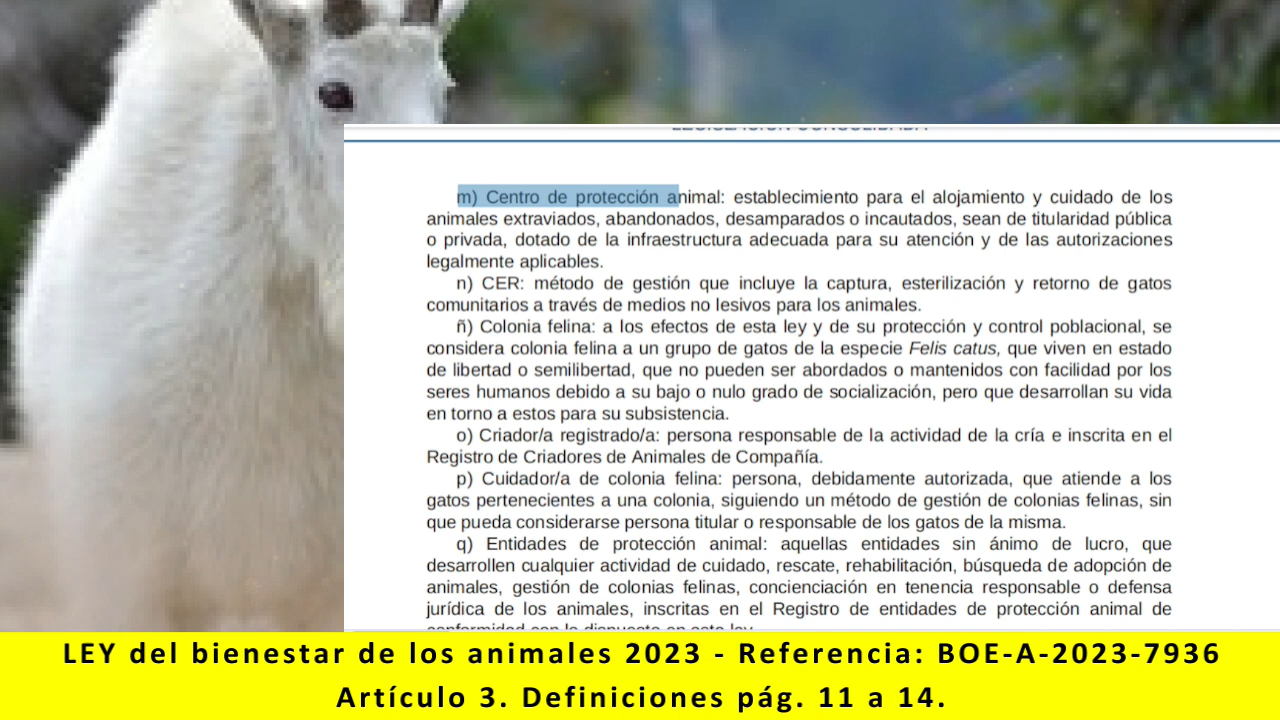 m) Centro de protección animal: establecimiento para el alojamiento y cuidado de los
animales extraviados, abandonados, desamparados o incautados, sean de titularidad pública
o privada, dotado de la infraestructura adecuada para su atención y de las autorizaciones
legalmente aplicables.
n) CER: método de gestión que incluye la captura, esterilización y retorno de gatos
comunitarios a través de medios no lesivos para los animales.
ñ) Colonia felina: a los efectos de esta ley y de su protección y control poblacional, se
considera colonia felina a un grupo de gatos de la especie Felis catus, que viven en estado
de libertad o semilibertad, que no pueden ser abordados o mantenidos con facilidad por los
seres humanos debido a su bajo o nulo grado de socialización, pero que desarrollan su vida
en torno a estos para su subsistencia.
o) Criador/a registrado/a: persona responsable de la actividad de la cría e inscrita en el
Registro de Criadores de Animales de Compañía.
p) Cuidador/a de colonia felina: persona, debidamente autorizada, que atiende a los
gatos pertenecientes a una colonia, siguiendo un método de gestión de colonias felinas, sin
que pueda considerarse persona titular o responsable de los gatos de la misma.
q) Entidades de protección animal: aquellas entidades sin ánimo de lucro, que
desarrollen cualquier actividad de cuidado, rescate, rehabilitación, búsqueda de adopción de
animales, gestión de colonias felinas, concienciación en tenencia responsable o defensa
jurídica de los animales, inscritas en el Registro de entidades de protección animal de
LEY del bienestar de los animales 2023 - Referencia: BOE-A-2023-7936
Artículo 3. Definiciones pág. 11 a 14.